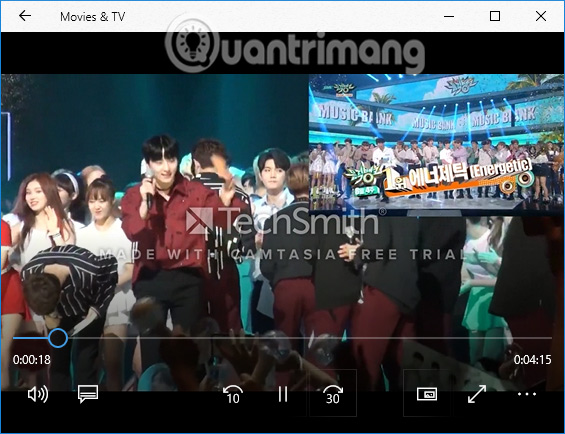 Movies & TV
Quantrimang
MUSIC BANK
MUSIC BANK
MUSIC BANK
1위 에너제틱 (Energetic)
TechSmith®
MADE WITH CAMTASIA FREE TRIAL
0:00:18
0:04:15
10
30